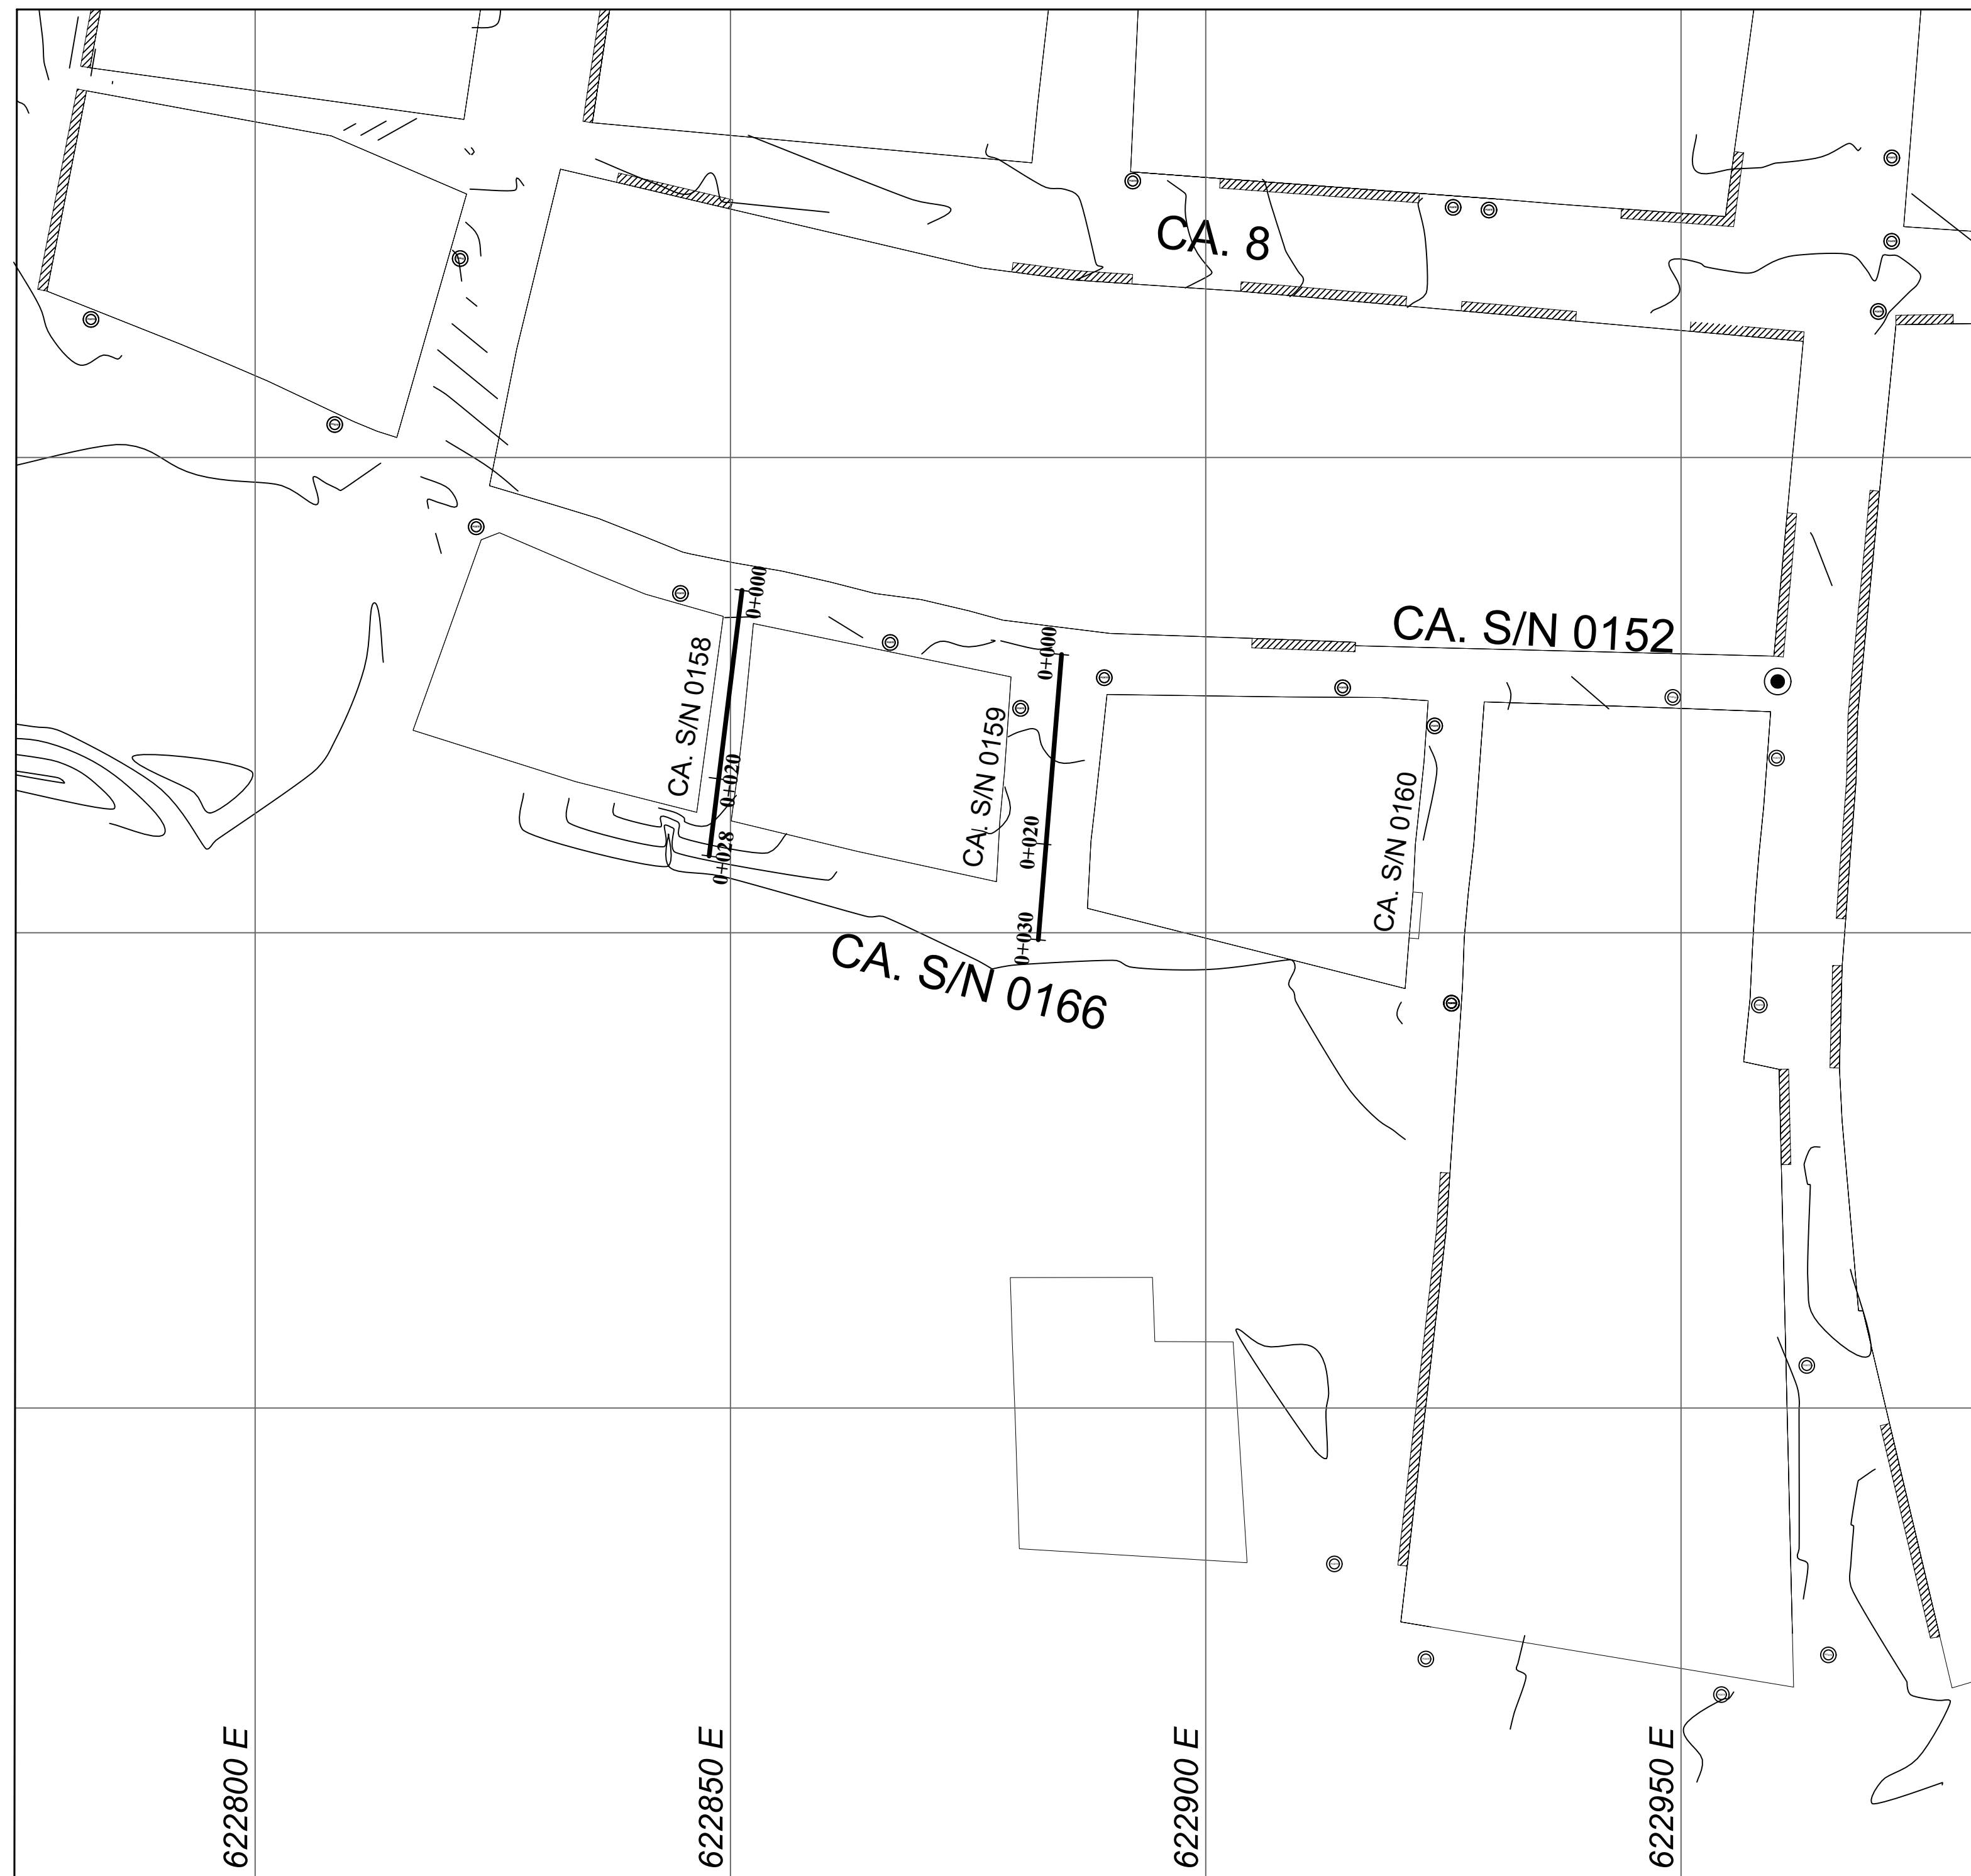 CA. 8
0+000
CA. S/N 0152
0+000
CA. S/N 0158
CA. S/N 0159
0+020
CA. S/N 0160
0+020
0+028
0+030
CA. S/N 0166
622800 E
622850 E
622900 E
622950 E